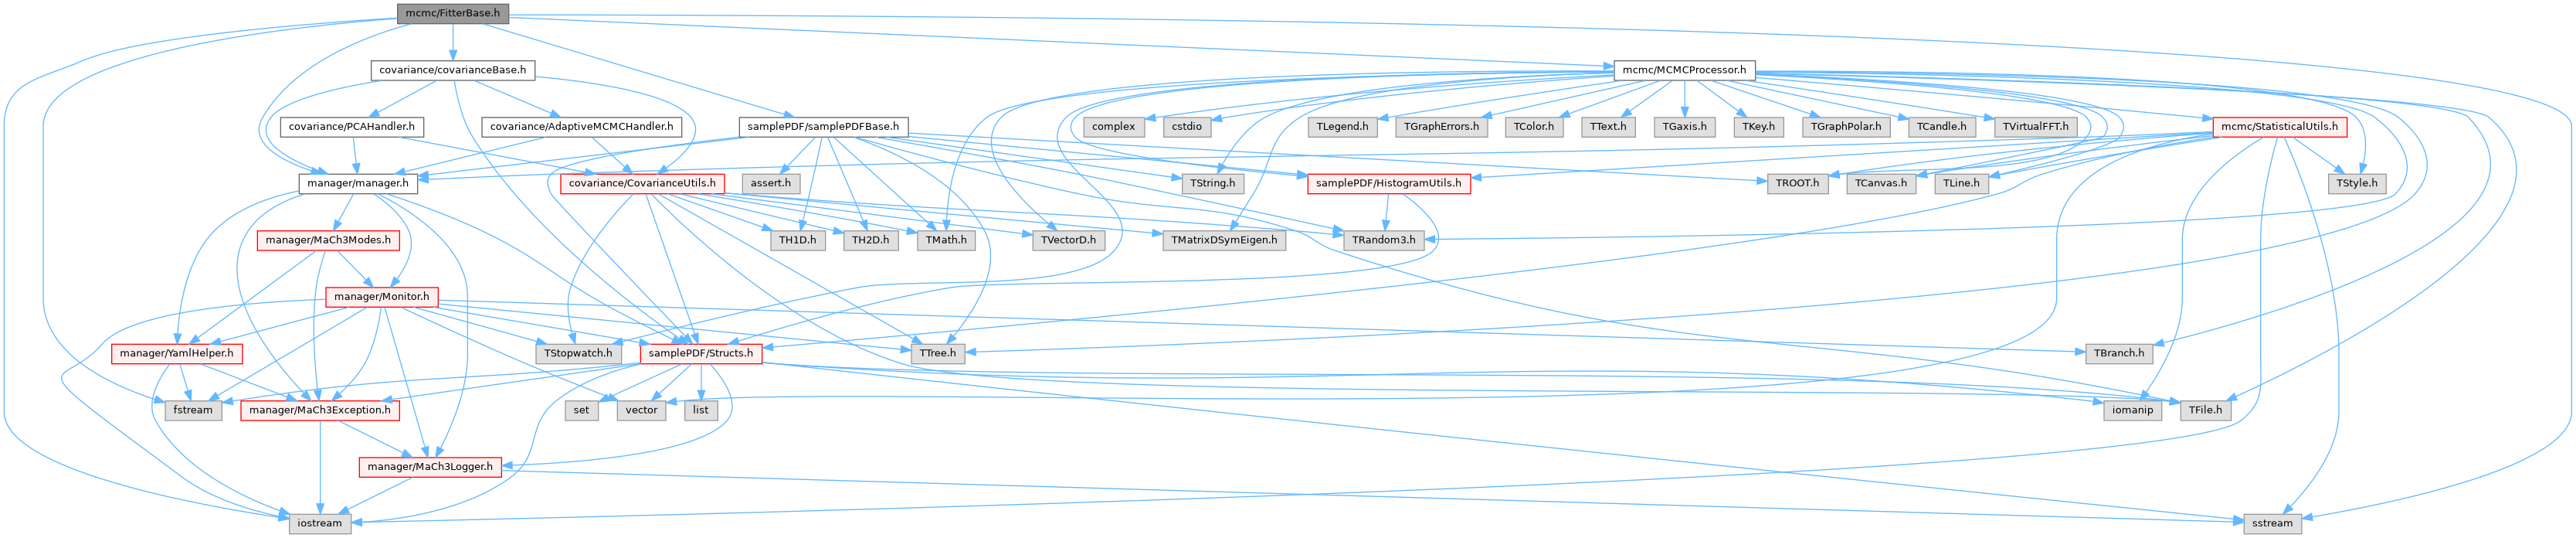 mcmc/FitterBase.h
covariance/covarianceBase.h
mcmc/MCMCProcessor.h
covariance/PCAHandler.h
covariance/AdaptiveMCMCHandler.h
samplePDF/samplePDFBase.h
complex
cstdio
TLegend.h
TGraphErrors.h
TColor.h
TText.h
TGaxis.h
TKey.h
TGraphPolar.h
TCandle.h
TVirtualFFT.h
mcmc/StatisticalUtils.h
manager/manager.h
covariance/CovarianceUtils.h
assert.h
TString.h
samplePDF/HistogramUtils.h
TROOT.h
TCanvas.h
TLine.h
TStyle.h
manager/MaCh3Modes.h
TH1D.h
TH2D.h
TMath.h
TVectorD.h
TMatrixDSymEigen.h
TRandom3.h
manager/Monitor.h
manager/YamlHelper.h
TStopwatch.h
samplePDF/Structs.h
TTree.h
TBranch.h
fstream
manager/MaCh3Exception.h
set
vector
list
iomanip
TFile.h
manager/MaCh3Logger.h
iostream
sstream